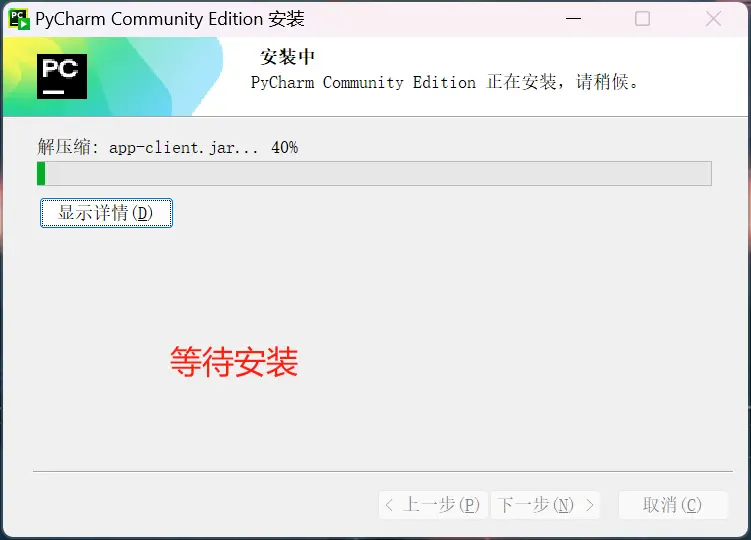 PyCharm Community Edition 安装
PC
安装中
PyCharm Community Edition 正在安装，请稍候。
解压缩: app-client.jar... 40%
显示详情(D)
等待安装
< 上一步(P)
下一步(N) >
取消(C)